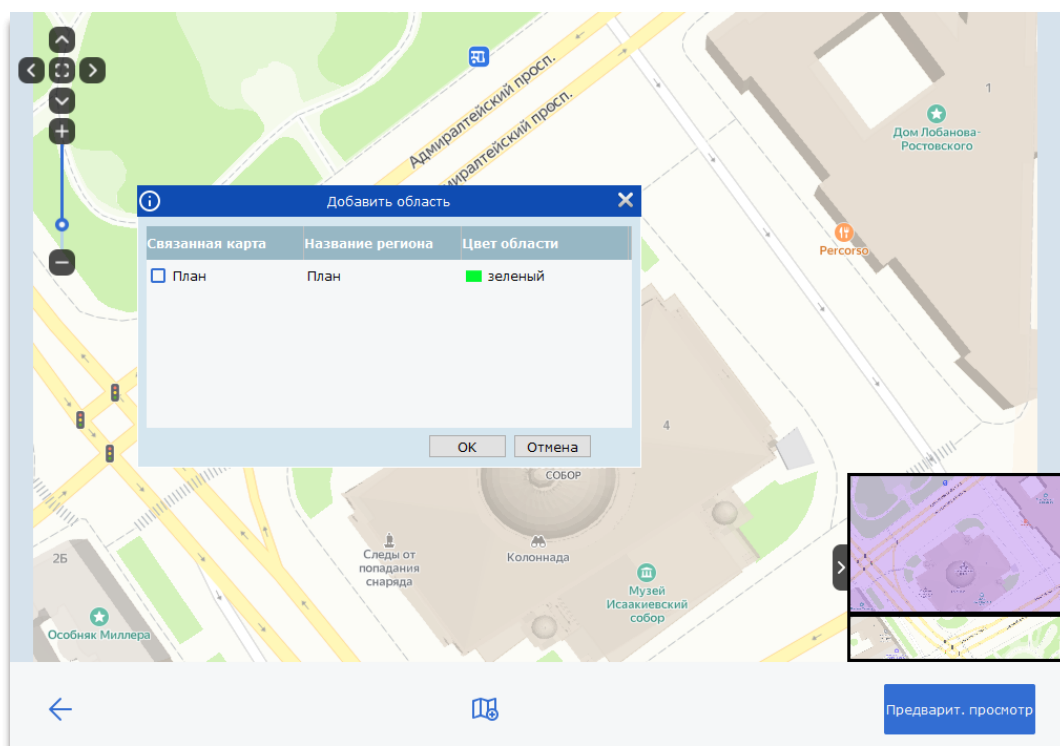 Адмиралтейский просп.
Адмиралтейский просп.
1
Дом Лобанова-
Ростовского
Percorso
Добавить область
Связанная карта Название региона Цвет области
План План зеленый
ОК Отмена
4
СОБОР
2Б
Следы от
попадания
снаряда
Колоннада
Музей
Исаакиевский
собор
Особняк Миллера
Предварит. просмотр